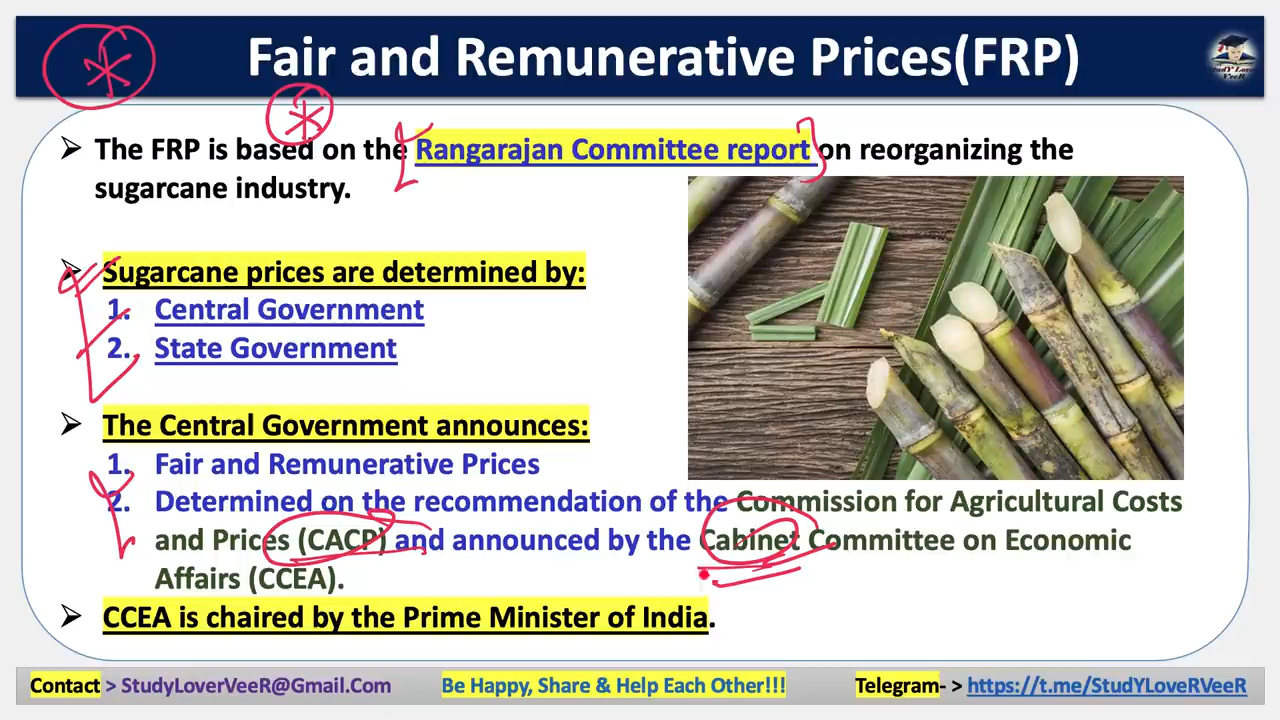 Fair and Remunerative Prices(FRP)
StudY LoveR
VeeR
➢ The FRP is based on the Rangarajan Committee report on reorganizing the
sugarcane industry.
➢ Sugarcane prices are determined by:
1. Central Government
2. State Government
➢ The Central Government announces:
1. Fair and Remunerative Prices
2. Determined on the recommendation of the Commission for Agricultural Costs
and Prices (CACP) and announced by the Cabinet Committee on Economic
Affairs (CCEA).
➢ CCEA is chaired by the Prime Minister of India.
Contact > StudyLoverVeeR@Gmail.Com
Be Happy, Share & Help Each Other!!!
Telegram- > https://t.me/StudYLoveRVeeR